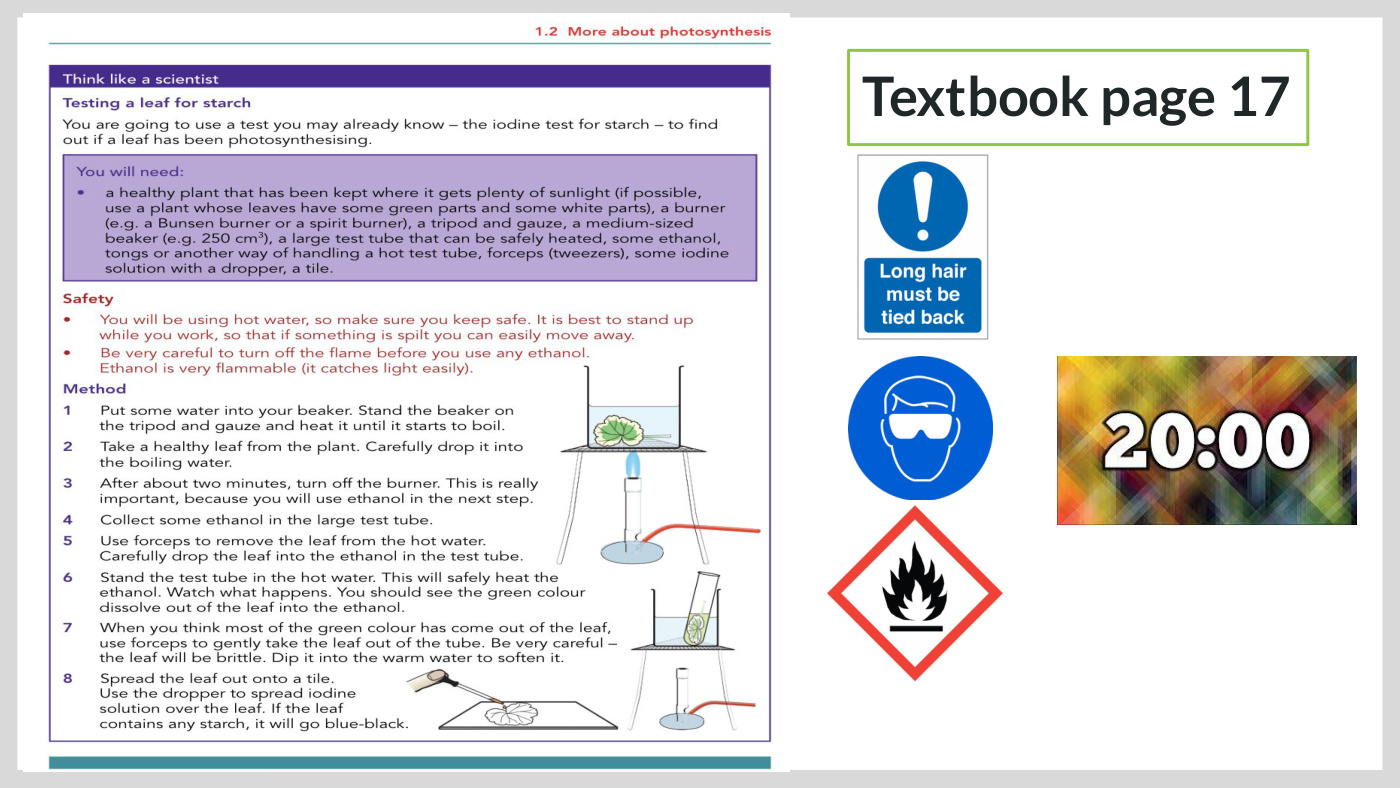 1.2 More about photosynthesis
Think like a scientist
Testing a leaf for starch
You are going to use a test you may already know – the iodine test for starch – to find
out if a leaf has been photosynthesising.
You will need:
• a healthy plant that has been kept where it gets plenty of sunlight (if possible,
use a plant whose leaves have some green parts and some white parts), a burner
(e.g. a Bunsen burner or a spirit burner), a tripod and gauze, a medium-sized
beaker (e.g. 250 cm³), a large test tube that can be safely heated, some ethanol,
tongs or another way of handling a hot test tube, forceps (tweezers), some iodine
solution with a dropper, a tile.
Safety
• You will be using hot water, so make sure you keep safe. It is best to stand up
while you work, so that if something is spilt you can easily move away.
• Be very careful to turn off the flame before you use any ethanol.
Ethanol is very flammable (it catches light easily).
Method
1 Put some water into your beaker. Stand the beaker on
the tripod and gauze and heat it until it starts to boil.
2 Take a healthy leaf from the plant. Carefully drop it into
the boiling water.
3 After about two minutes, turn off the burner. This is really
important, because you will use ethanol in the next step.
4 Collect some ethanol in the large test tube.
5 Use forceps to remove the leaf from the hot water.
Carefully drop the leaf into the ethanol in the test tube.
6 Stand the test tube in the hot water. This will safely heat the
ethanol. Watch what happens. You should see the green colour
dissolve out of the leaf into the ethanol.
7 When you think most of the green colour has come out of the leaf,
use forceps to gently take the leaf out of the tube. Be very careful –
the leaf will be brittle. Dip it into the warm water to soften it.
8 Spread the leaf out onto a tile.
Use the dropper to spread iodine
solution over the leaf. If the leaf
contains any starch, it will go blue-black.
Textbook page 17
Long hair
must be
tied back
20:00